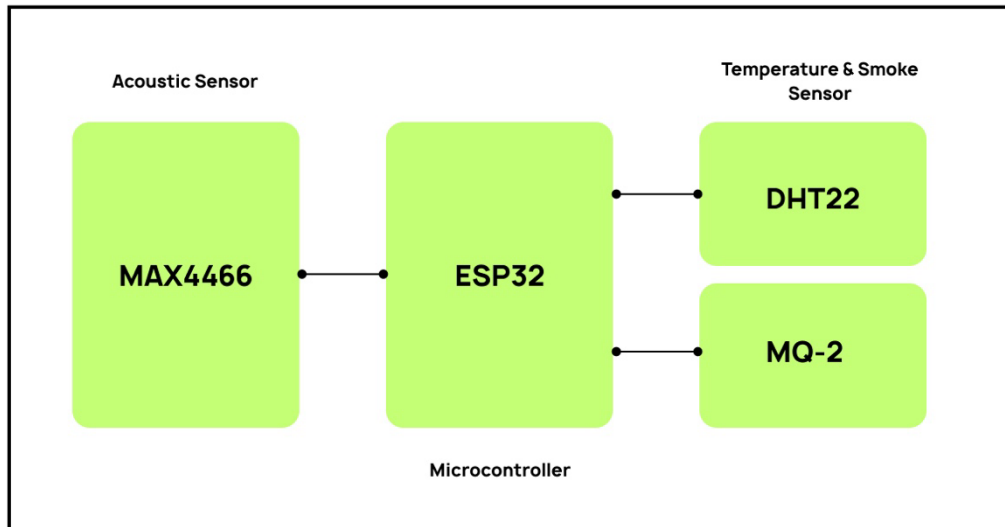 Acoustic Sensor
Temperature & Smoke
Sensor
MAX4466
ESP32
DHT22
MQ-2
Microcontroller